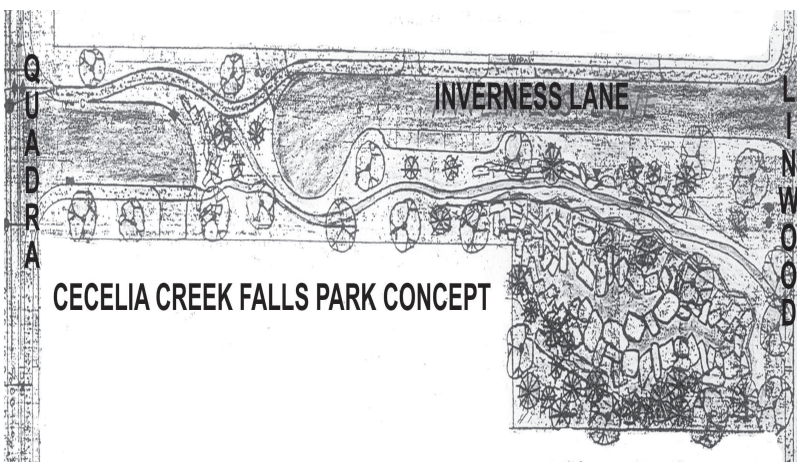 QUADRA
INVERNESS LANE
LINWOOD
CECELIA CREEK FALLS PARK CONCEPT